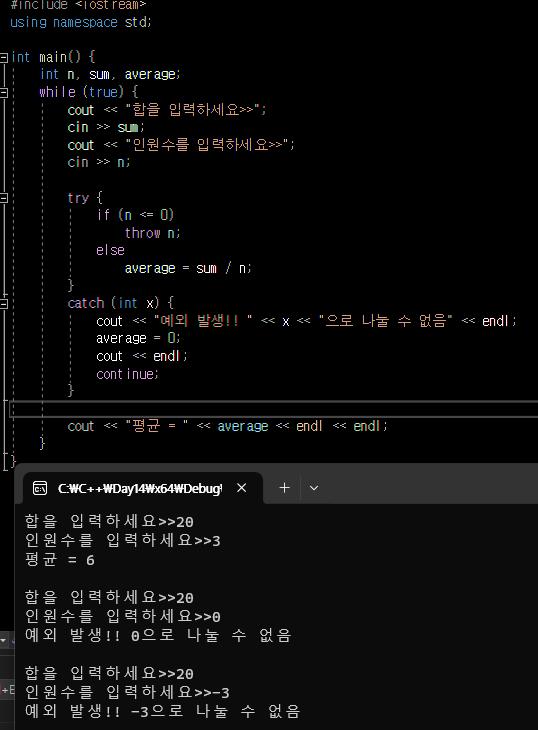 #include <iostream>
using namespace std;
int main() {
int n, sum, average;
while (true) {
cout << "합을 입력하세요>>";
cin >> sum;
cout << "인원수를 입력하세요>>";
cin >> n;
try {
if (n <= 0)
throw n;
else
average = sum / n;
}
catch (int x) {
cout << "예외 발생!! " << x << "으로 나눌 수 없음" << endl;
average = 0;
cout << endl;
continue;
}
cout << "평균 = " << average << endl << endl;
}
}
C:\C++\Day14\x64\Debug\
합을 입력하세요>>20
인원수를 입력하세요>>3
평균 = 6
합을 입력하세요>>20
인원수를 입력하세요>>0
예외 발생!! 0으로 나눌 수 없음
합을 입력하세요>>20
인원수를 입력하세요>>-3
예외 발생!! -3으로 나눌 수 없음